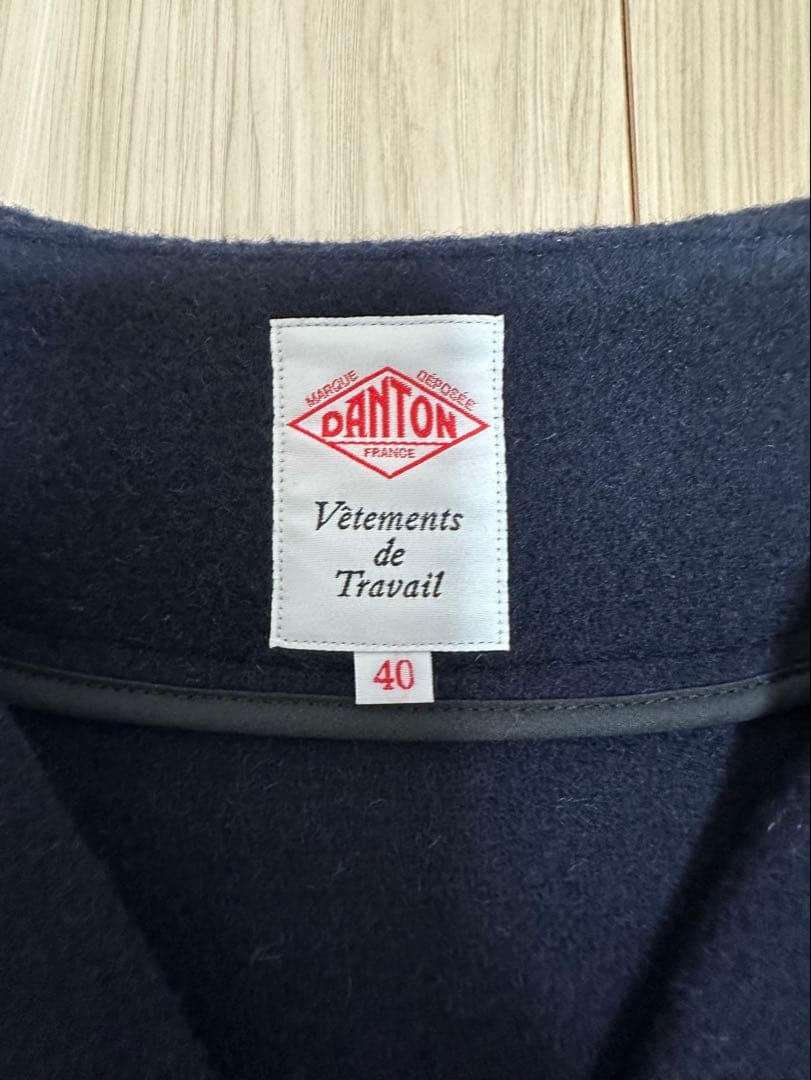 MARQUE DÉPOSÉE
DANTON
FRANCE
Vêtements
de
Travail
40